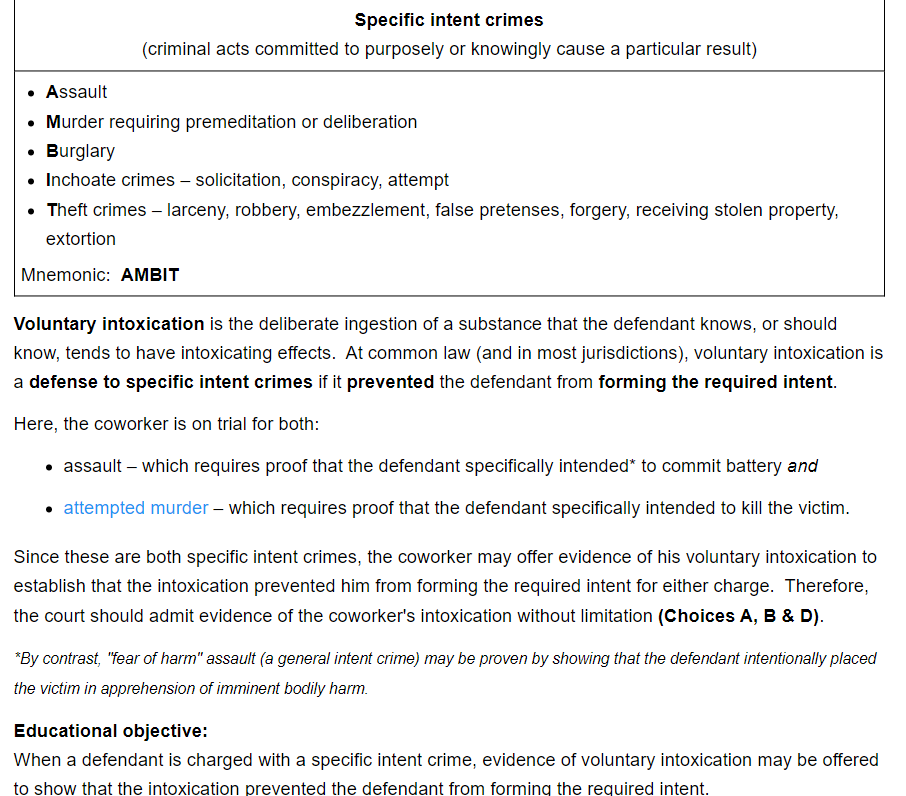 Specific intent crimes
(criminal acts committed to purposely or knowingly cause a particular result)
• Assault
• Murder requiring premeditation or deliberation
• Burglary
• Inchoate crimes – solicitation, conspiracy, attempt
• Theft crimes – larceny, robbery, embezzlement, false pretenses, forgery, receiving stolen property,
extortion
Mnemonic: AMBIT
Voluntary intoxication is the deliberate ingestion of a substance that the defendant knows, or should
know, tends to have intoxicating effects. At common law (and in most jurisdictions), voluntary intoxication is
a defense to specific intent crimes if it prevented the defendant from forming the required intent.
Here, the coworker is on trial for both:
• assault – which requires proof that the defendant specifically intended* to commit battery and
• attempted murder – which requires proof that the defendant specifically intended to kill the victim.
Since these are both specific intent crimes, the coworker may offer evidence of his voluntary intoxication to
establish that the intoxication prevented him from forming the required intent for either charge. Therefore,
the court should admit evidence of the coworker's intoxication without limitation (Choices A, B & D).
*By contrast, "fear of harm" assault (a general intent crime) may be proven by showing that the defendant intentionally placed
the victim in apprehension of imminent bodily harm.
Educational objective:
When a defendant is charged with a specific intent crime, evidence of voluntary intoxication may be offered
to show that the intoxication prevented the defendant from forming the required intent.